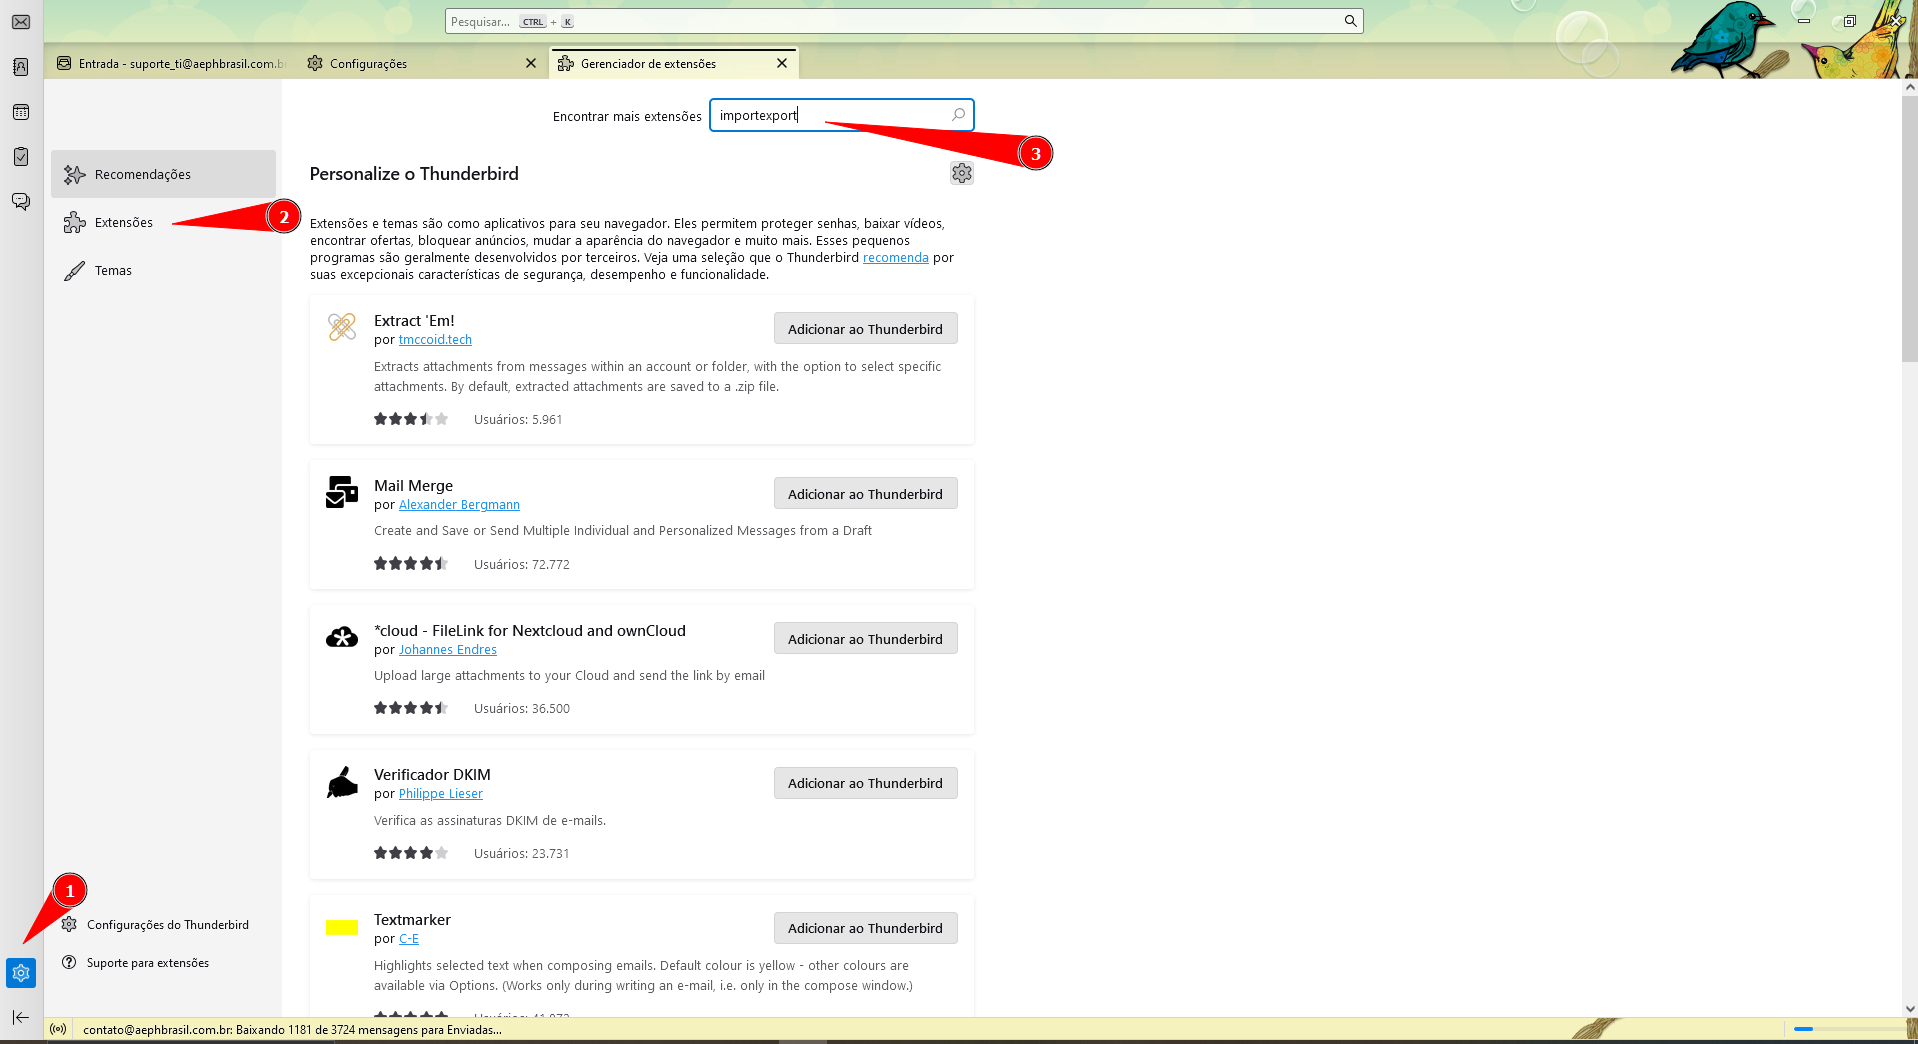 Pesquisar... CTRL + K
Entrada - suporte_ti@aephbrasil.com.br
Configurações
Gerenciador de extensões
Encontrar mais extensões
importexport
3
Recomendações
Extensões
2
Temas
Personalize o Thunderbird
Extensões e temas são como aplicativos para seu navegador. Eles permitem proteger senhas, baixar vídeos,
encontrar ofertas, bloquear anúncios, mudar a aparência do navegador e muito mais. Esses pequenos
programas são geralmente desenvolvidos por terceiros. Veja uma seleção que o Thunderbird recomenda por
suas excepcionais características de segurança, desempenho e funcionalidade.
Extract 'Em!
por tmccoid.tech
Adicionar ao Thunderbird
Extracts attachments from messages within an account or folder, with the option to select specific
attachments. By default, extracted attachments are saved to a .zip file.
Usuários: 5.961
Mail Merge
por Alexander Bergmann
Adicionar ao Thunderbird
Create and Save or Send Multiple Individual and Personalized Messages from a Draft
Usuários: 72.772
*cloud - FileLink for Nextcloud and ownCloud
por Johannes Endres
Adicionar ao Thunderbird
Upload large attachments to your Cloud and send the link by email
Usuários: 36.500
Verificador DKIM
por Philippe Lieser
Adicionar ao Thunderbird
Verifica as assinaturas DKIM de e-mails.
Usuários: 23.731
Textmarker
por C-E
Adicionar ao Thunderbird
Highlights selected text when composing emails. Default colour is yellow - other colours are
available via Options. (Works only during writing an e-mail, i.e. only in the compose window.)
1
Configurações do Thunderbird
Suporte para extensões
contato@aephbrasil.com.br: Baixando 1181 de 3724 mensagens para Enviadas...